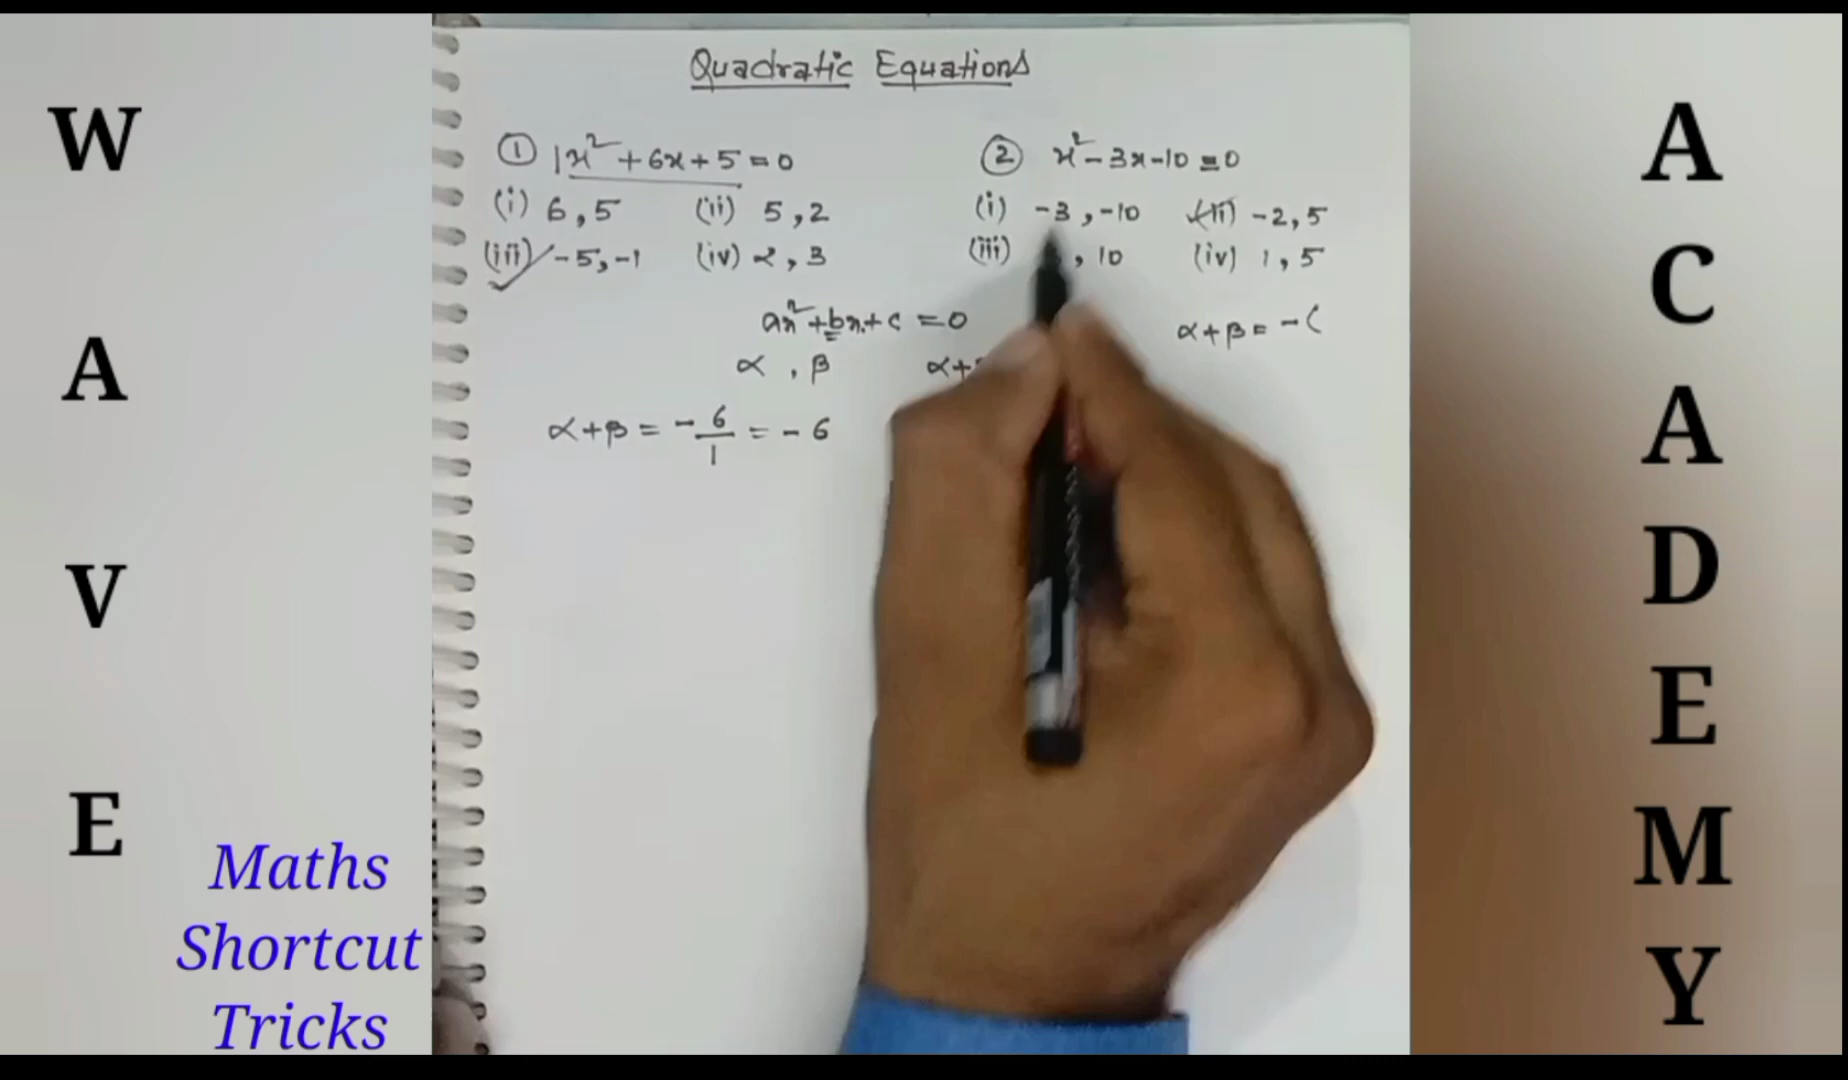 WAVE
ACADEMY
Maths
Shortcut
Tricks
Quadratic Equations
① 1x² + 6x + 5 = 0
(i) 6, 5 (ii) 5, 2
(iii) -5, -1 (iv) 2, 3
② x² - 3x - 10 = 0
(i) -3, -10 (ii) -2, 5
(iii) , 10 (iv) 1, 5
ax² + bx + c = 0
α, β α+
α + β = -(
α + β = - 6/1 = - 6